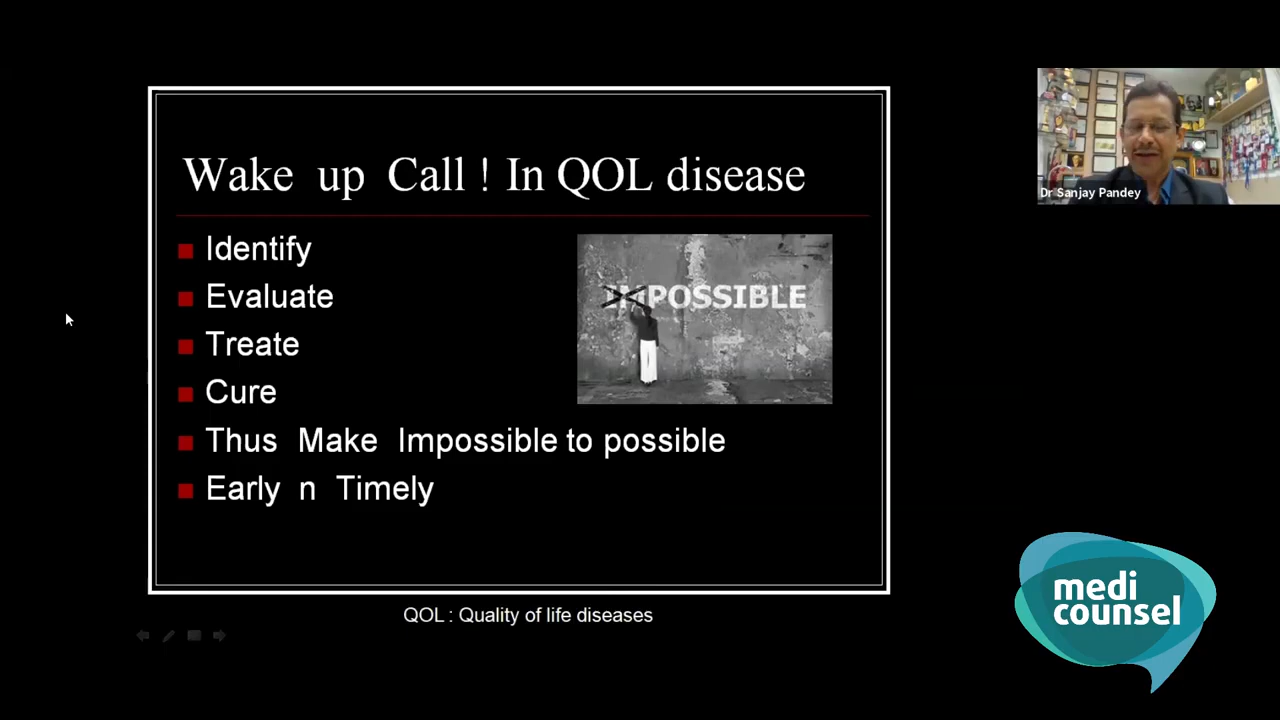 Wake up Call ! In QOL disease
Identify
Evaluate
Treate
Cure
Thus Make Impossible to possible
Early n Timely
IMPOSSIBLE
QOL : Quality of life diseases
Dr Sanjay Pandey
medi
counsel